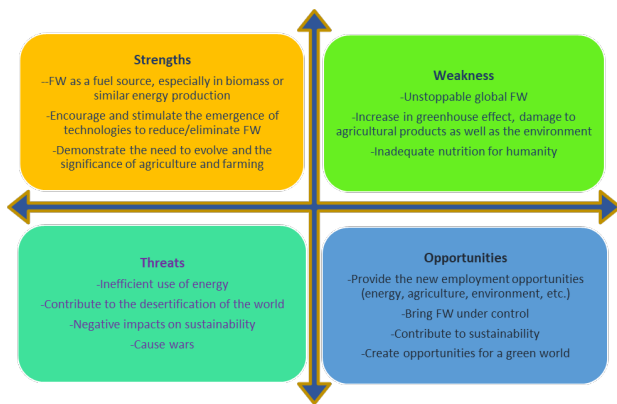 Strengths
--FW as a fuel source, especially in biomass or
similar energy production
-Encourage and stimulate the emergence of
technologies to reduce/eliminate FW
-Demonstrate the need to evolve and the
significance of agriculture and farming
Weakness
-Unstoppable global FW
-Increase in greenhouse effect, damage to
agricultural products as well as the environment
-Inadequate nutrition for humanity
Threats
-Inefficient use of energy
-Contribute to the desertification of the world
-Negative impacts on sustainability
-Cause wars
Opportunities
-Provide the new employment opportunities
(energy, agriculture, environment, etc.)
-Bring FW under control
-Contribute to sustainability
-Create opportunities for a green world